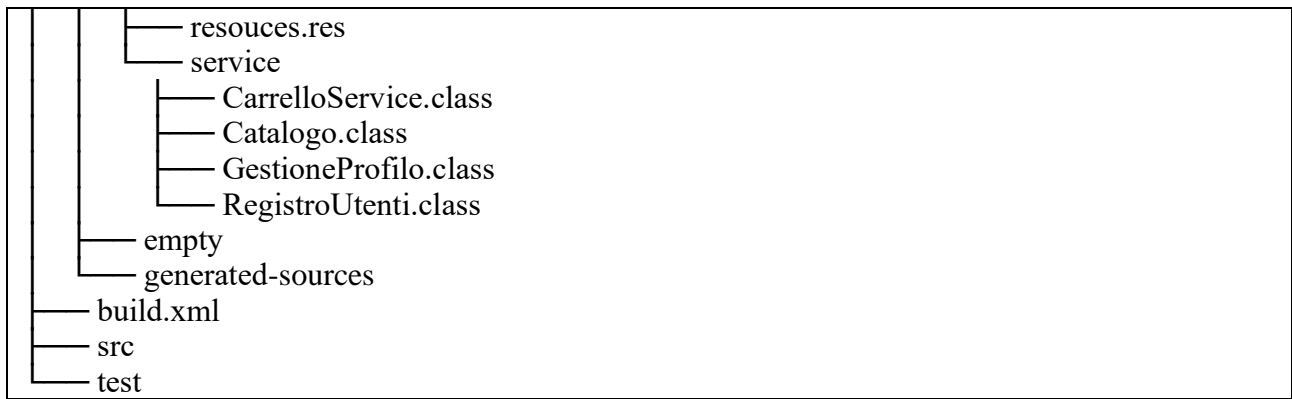 resouces.res
service
CarrelloService.class
Catalogo.class
GestioneProfilo.class
RegistroUtenti.class
empty
generated-sources
build.xml
src
test